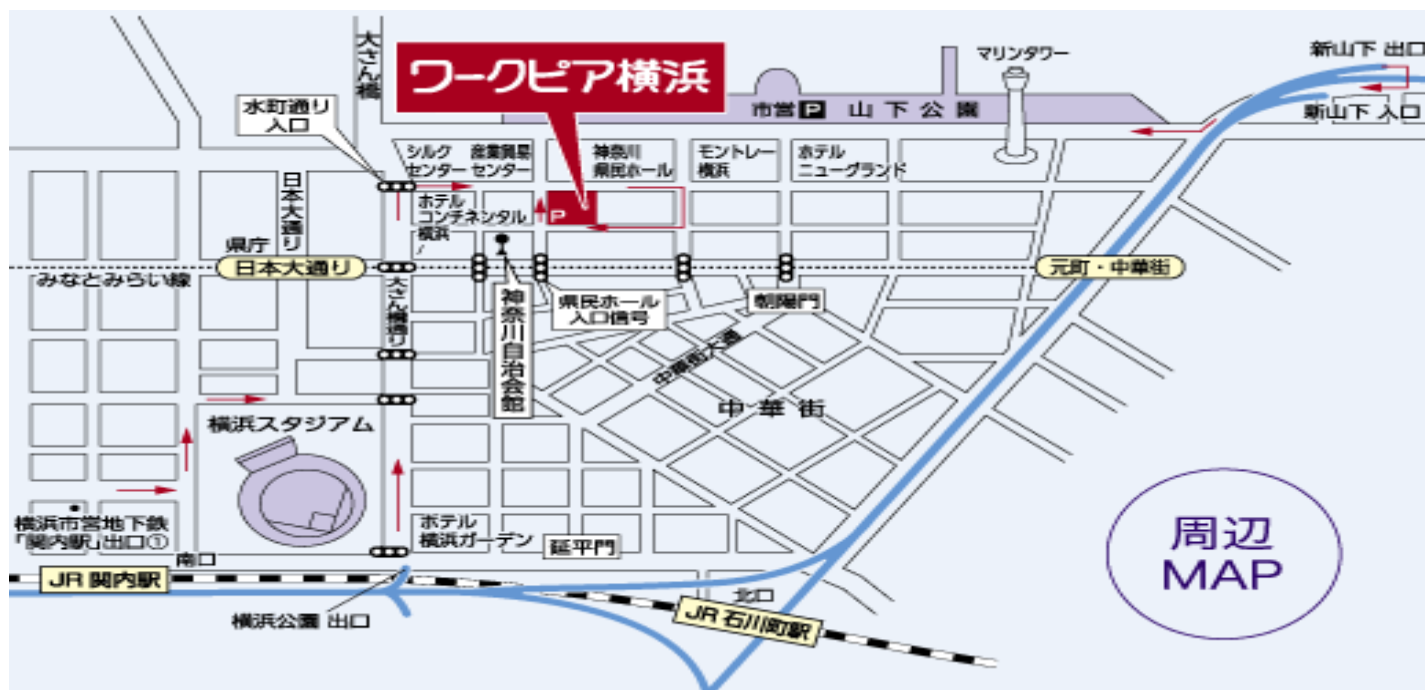 大さん橋
ワークピア横浜
マリンタワー
新山下 出口
水町通り
入口
市営P 山下公園
新山下 入口
シルク
センター
産業貿易
センター
神奈川
県民ホール
モントレー
横浜
ホテル
ニューグランド
日本大通り
ホテル
コンチネンタル
横浜
P
県庁
日本大通り
元町・中華街
みなとみらい線
大さん橋通り
神奈川自治会館
県民ホール
入口信号
朝陽門
中華街大通
中華街
横浜スタジアム
横浜市営地下鉄
「関内駅」出口①
ホテル
横浜ガーデン
延平門
周辺
MAP
南口
JR 関内駅
横浜公園 出口
北口
JR 石川町駅